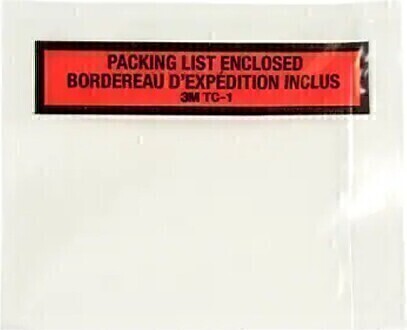 PACKING LIST ENCLOSED
BORDEREAU D'EXPÉDITION INCLUS
3M TC-1